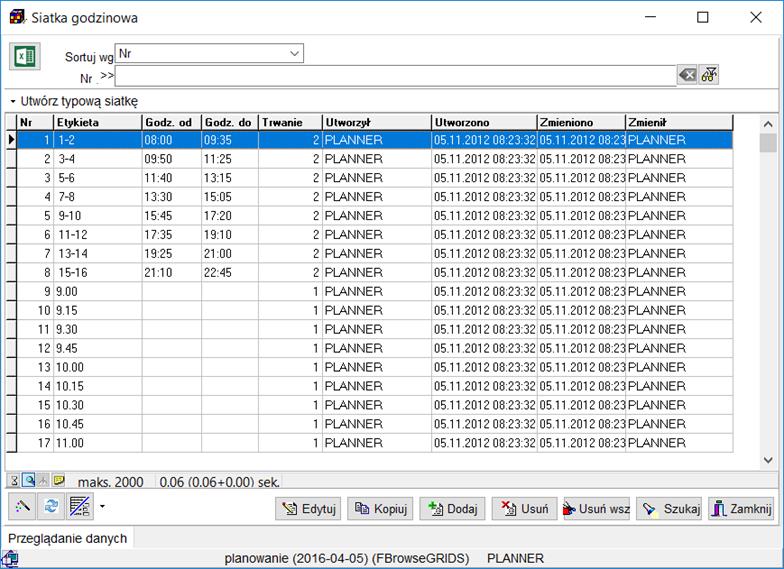 Siatka godzinowa
Sortuj wg Nr
Nr . >>
Utwórz typową siatkę
Nr Etykieta Godz. od Godz. do Trwanie Utworzył Utworzono Zmieniono Zmienił
1 1-2 08:00 09:35 2 PLANNER 05.11.2012 08:23:32 05.11.2012 08:23 PLANNER
2 3-4 09:50 11:25 2 PLANNER 05.11.2012 08:23:32 05.11.2012 08:23 PLANNER
3 5-6 11:40 13:15 2 PLANNER 05.11.2012 08:23:32 05.11.2012 08:23 PLANNER
4 7-8 13:30 15:05 2 PLANNER 05.11.2012 08:23:32 05.11.2012 08:23 PLANNER
5 9-10 15:45 17:20 2 PLANNER 05.11.2012 08:23:32 05.11.2012 08:23 PLANNER
6 11-12 17:35 19:10 2 PLANNER 05.11.2012 08:23:32 05.11.2012 08:23 PLANNER
7 13-14 19:25 21:00 2 PLANNER 05.11.2012 08:23:32 05.11.2012 08:23 PLANNER
8 15-16 21:10 22:45 2 PLANNER 05.11.2012 08:23:32 05.11.2012 08:23 PLANNER
9 9.00 1 PLANNER 05.11.2012 08:23:32 05.11.2012 08:23 PLANNER
10 9.15 1 PLANNER 05.11.2012 08:23:32 05.11.2012 08:23 PLANNER
11 9.30 1 PLANNER 05.11.2012 08:23:32 05.11.2012 08:23 PLANNER
12 9.45 1 PLANNER 05.11.2012 08:23:32 05.11.2012 08:23 PLANNER
13 10.00 1 PLANNER 05.11.2012 08:23:32 05.11.2012 08:23 PLANNER
14 10.15 1 PLANNER 05.11.2012 08:23:32 05.11.2012 08:23 PLANNER
15 10.30 1 PLANNER 05.11.2012 08:23:32 05.11.2012 08:23 PLANNER
16 10.45 1 PLANNER 05.11.2012 08:23:32 05.11.2012 08:23 PLANNER
17 11.00 1 PLANNER 05.11.2012 08:23:32 05.11.2012 08:23 PLANNER
maks. 2000 0.06 (0.06+0.00) sek.
Edytuj Kopiuj Dodaj Usuń Usuń wsz Szukaj Zamknij
Przeglądanie danych
planowanie (2016-04-05) (FBrowseGRIDS) PLANNER